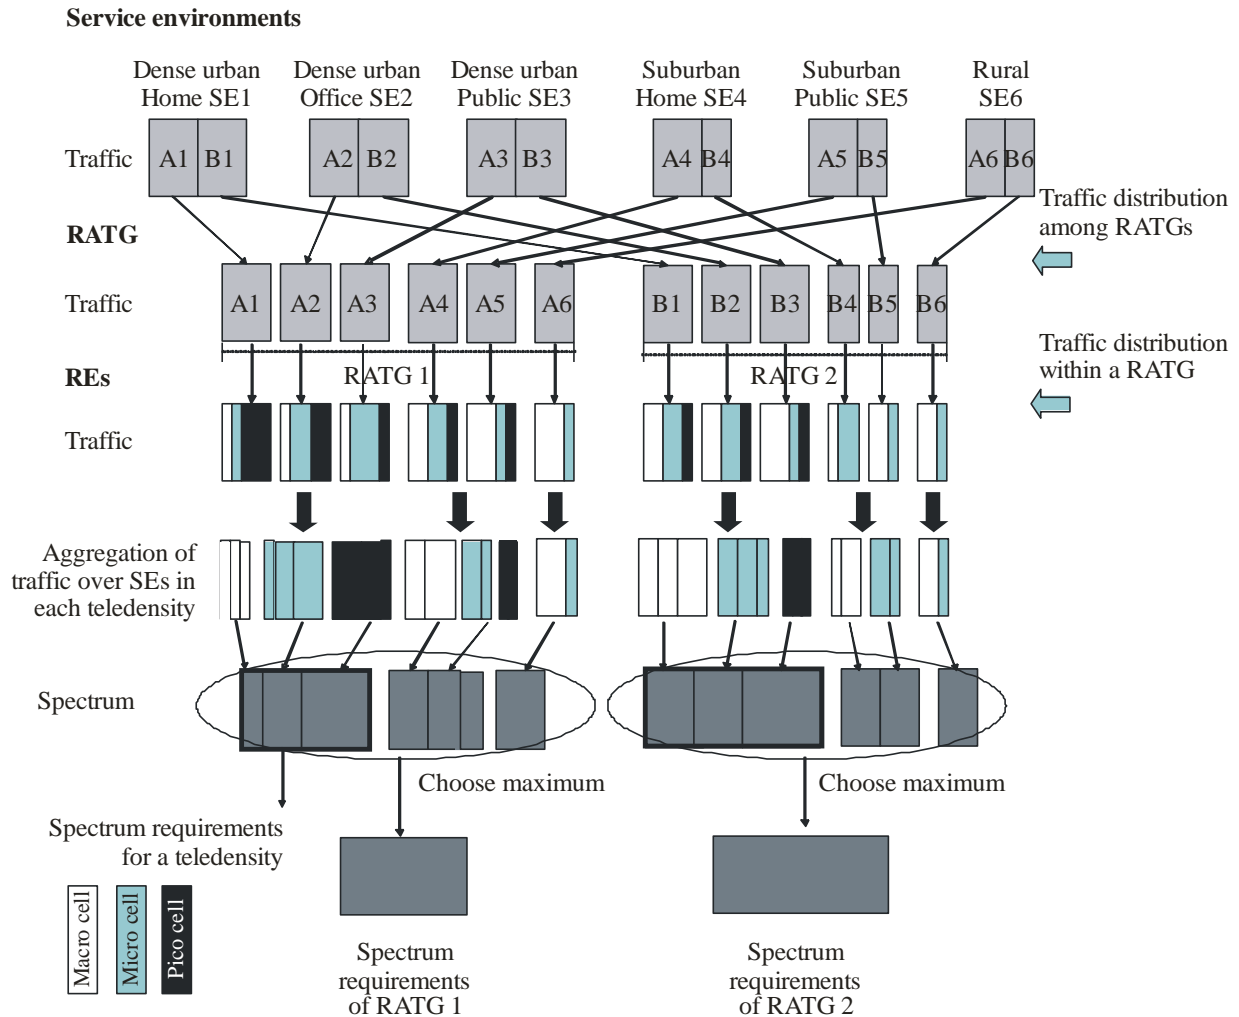 Service environments
Dense urban
Home SE1
Dense urban
Office SE2
Dense urban
Public SE3
Suburban
Home SE4
Suburban
Public SE5
Rural
SE6
Traffic
A1 B1
A2 B2
A3 B3
A4 B4
A5 B5
A6 B6
Traffic distribution
among RATGs
RATG
Traffic
A1 A2 A3 A4 A5 A6
B1 B2 B3 B4 B5 B6
Traffic distribution
within a RATG
REs
RATG 1
RATG 2
Traffic
Aggregation of
traffic over SEs in
each teledensity
Spectrum
Choose maximum
Choose maximum
Spectrum requirements
for a teledensity
Macro cell
Micro cell
Pico cell
Spectrum
requirements
of RATG 1
Spectrum
requirements
of RATG 2